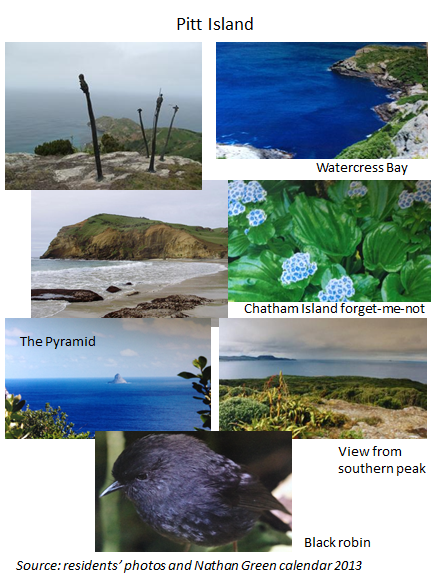 Pitt Island
Watercress Bay
Chatham Island forget-me-not
The Pyramid
View from
southern peak
Black robin
Source: residents’ photos and Nathan Green calendar 2013